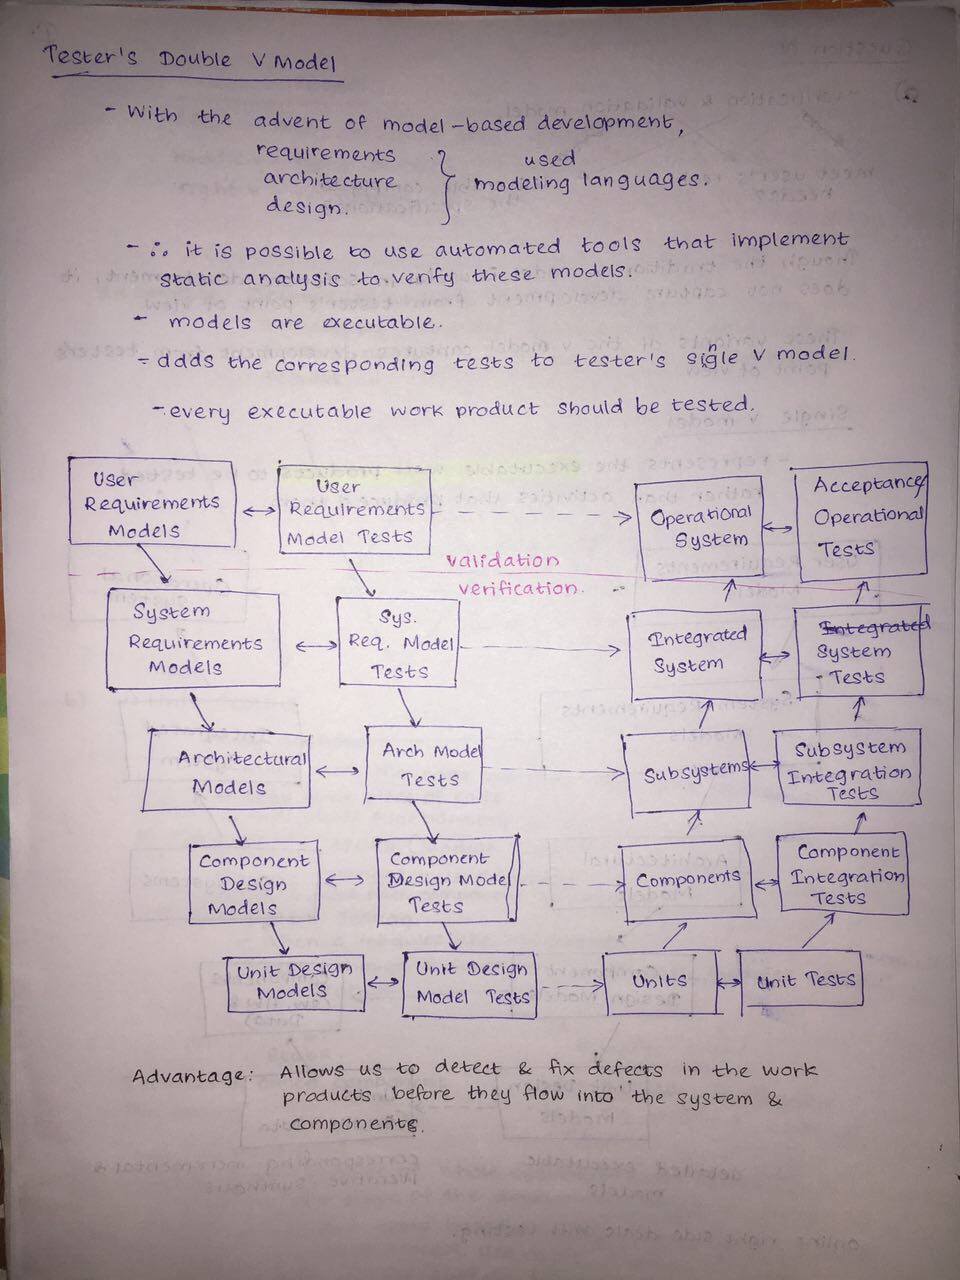 Tester's Double V Model
- With the advent of model-based development,
requirements
architecture
design.
used
modeling languages.
- ∴ it is possible to use automated tools that implement
static analysis to verify these models.
- models are executable.
- adds the corresponding tests to tester's sigle V model.
n
- every executable work product should be tested.
User
Requirements
Models
User
Requirements
Model Tests
Operational
System
Acceptance
Operational
Tests
validation
verification.
System
Requirements
Models
Sys.
Req. Model
Tests
Integrated
System
Integrated
System
Tests
Architectural
Models
Arch Model
Tests
Subsystems
Subsystem
Integration
Tests
Component
Design
Models
Component
Design Model
Tests
Components
Component
Integration
Tests
Unit Design
Models
Unit Design
Model Tests
Units
Unit Tests
Advantage: Allows us to detect & fix defects in the work
products before they flow into the system &
components.